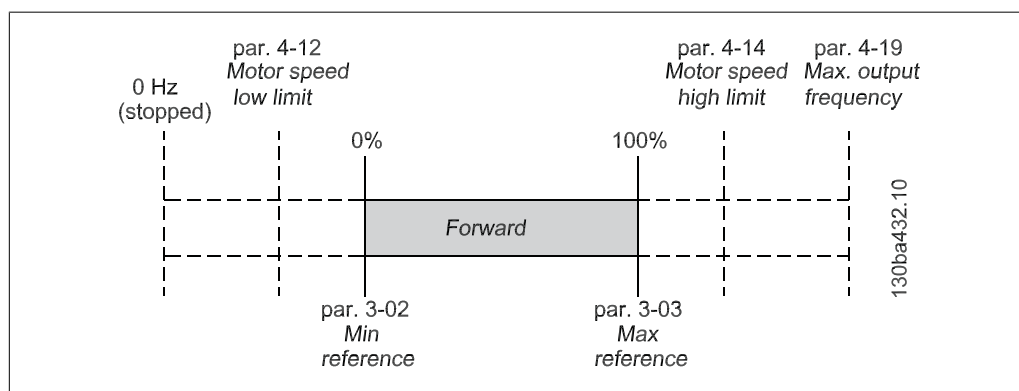 par. 4-12
Motor speed
low limit
par. 4-14
Motor speed
high limit
par. 4-19
Max. output
frequency
0 Hz
(stopped)
0%
100%
Forward
130ba432.10
par. 3-02
Min
reference
par. 3-03
Max
reference